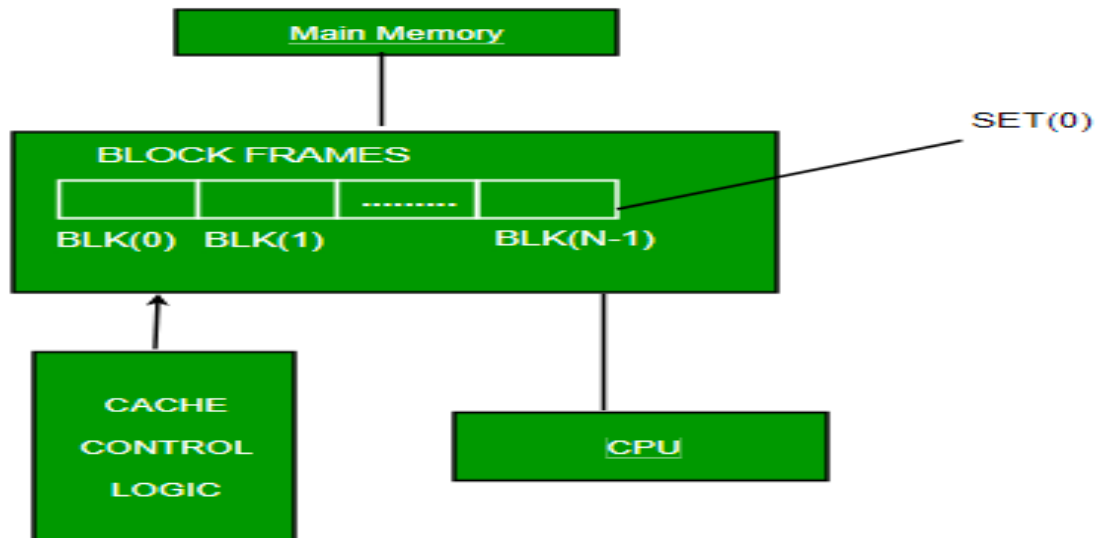 Main Memory
SET(0)
BLOCK FRAMES
---------
BLK(0) BLK(1) BLK(N-1)
CACHE
CONTROL
LOGIC
CPU